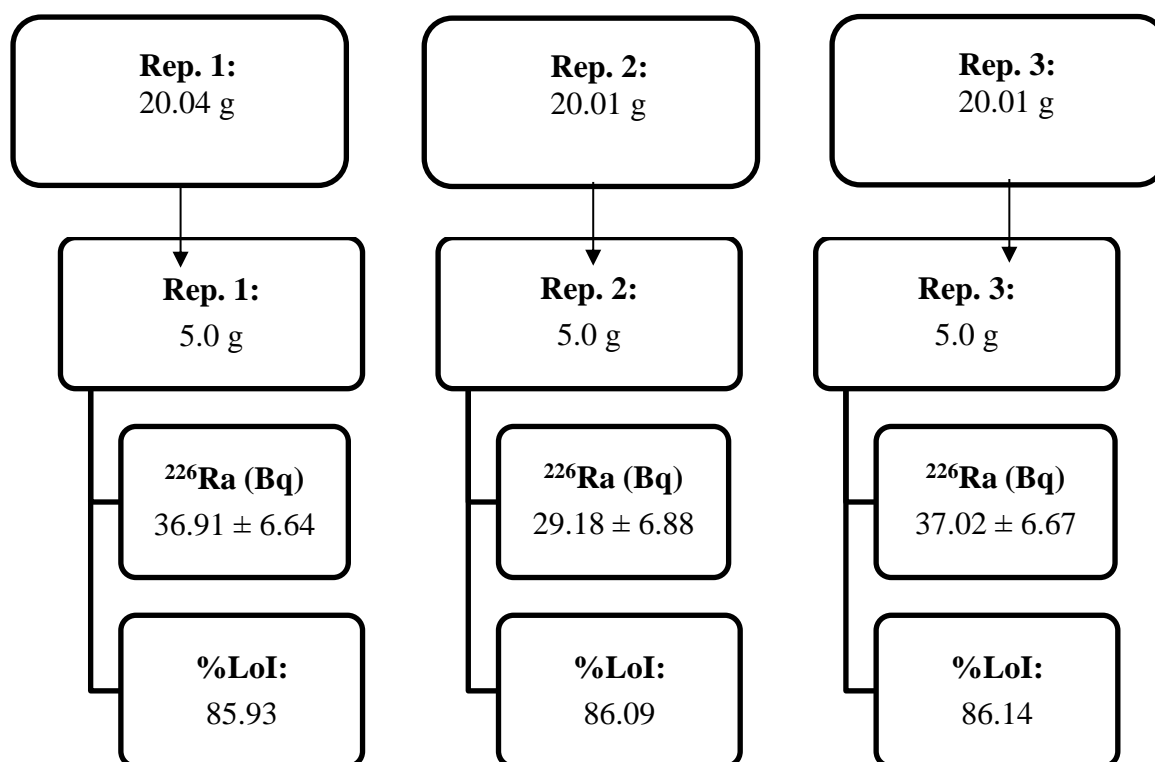 Rep. 1:
20.04 g
Rep. 2:
20.01 g
Rep. 3:
20.01 g
Rep. 1:
5.0 g
Rep. 2:
5.0 g
Rep. 3:
5.0 g
²²⁶Ra (Bq)
36.91 ± 6.64
²²⁶Ra (Bq)
29.18 ± 6.88
²²⁶Ra (Bq)
37.02 ± 6.67
%LoI:
85.93
%LoI:
86.09
%LoI:
86.14